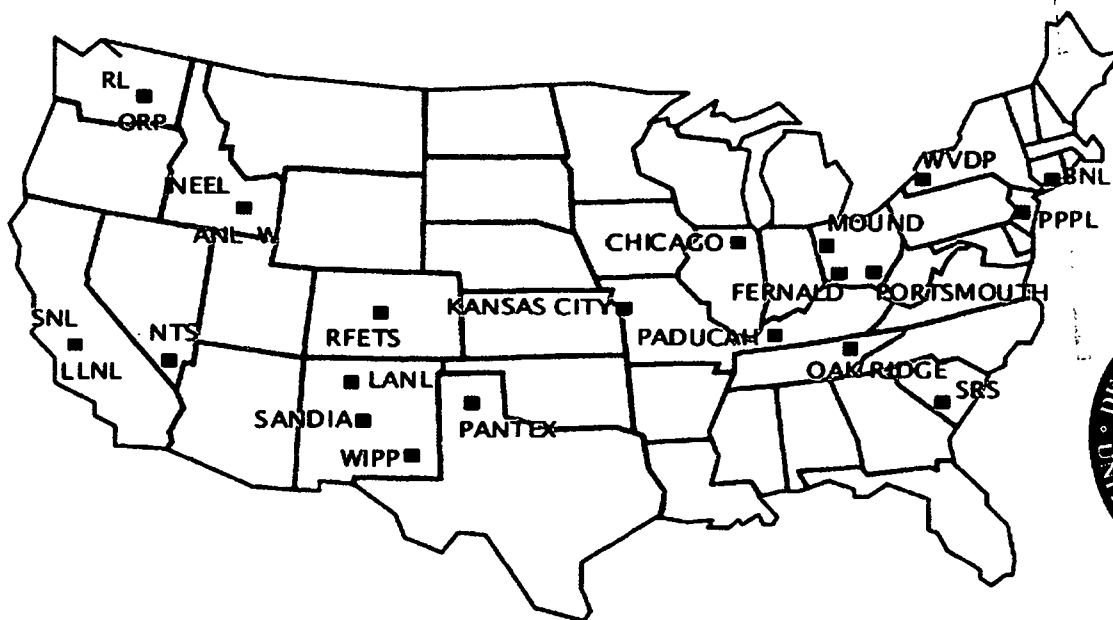 RL
ORP
WVDP
NEEL
BNL
ANL W
MOUND
PPPL
CHICAGO
FERNALD
PORTSMOUTH
KANSAS CITY
SNL
NTS
RFETS
PADUCAH
LLNL
LANL
OAK RIDGE
SRS
SANDIA
PANTEX
WIPP